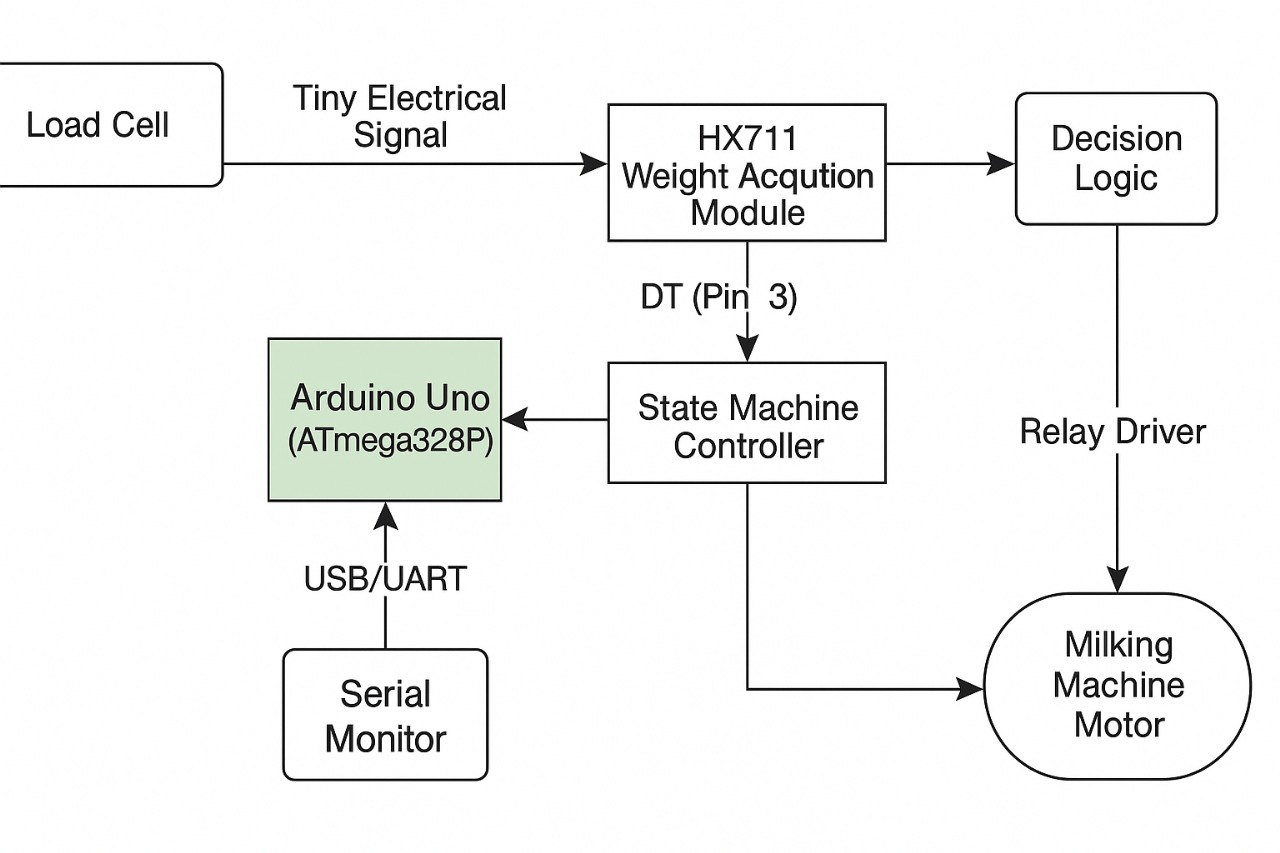 Load Cell
Tiny Electrical
Signal
HX711
Weight Acqution
Module
Decision
Logic
DT (Pin 3)
Arduino Uno
(ATmega328P)
State Machine
Controller
Relay Driver
USB/UART
Serial
Monitor
Milking
Machine
Motor